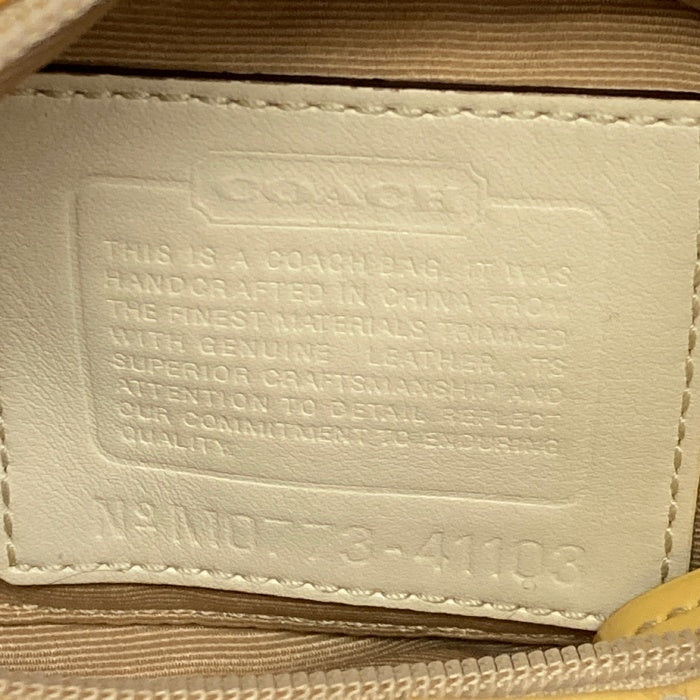 COACH
THIS IS A COACH BAG. IT WAS
HANDCRAFTED IN CHINA FROM
THE FINEST MATERIALS TRIMMED
WITH GENUINE LEATHER. ITS
SUPERIOR CRAFTSMANSHIP AND
ATTENTION TO DETAIL REFLECT
OUR COMMITMENT TO ENDURING
QUALITY.
Nº M0773-41103